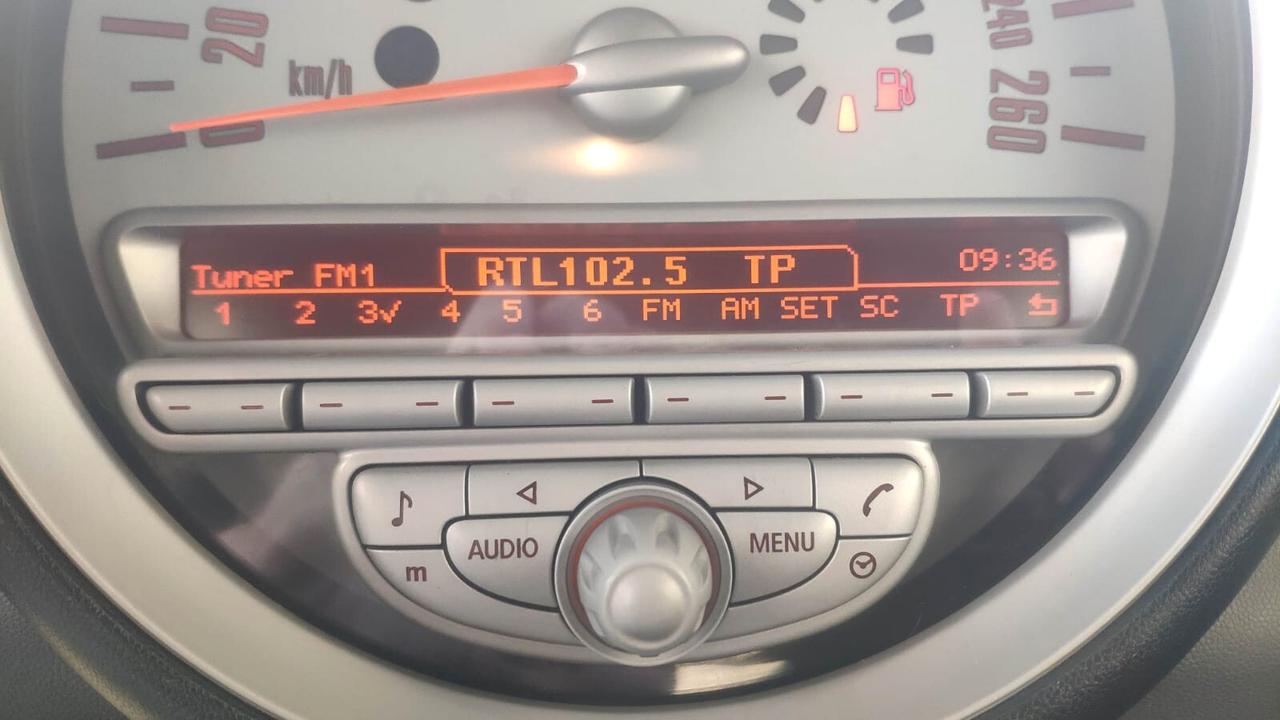 20
km/h
0
240
260
Tuner FM1 RTL102.5 TP 09:36
1 2 3✓ 4 5 6 FM AM SET SC TP
AUDIO MENU
m